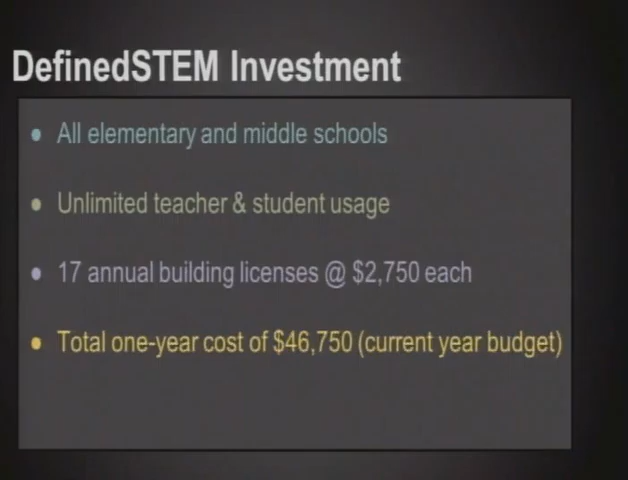 DefinedSTEM Investment
• All elementary and middle schools
• Unlimited teacher & student usage
• 17 annual building licenses @ $2,750 each
• Total one-year cost of $46,750 (current year budget)